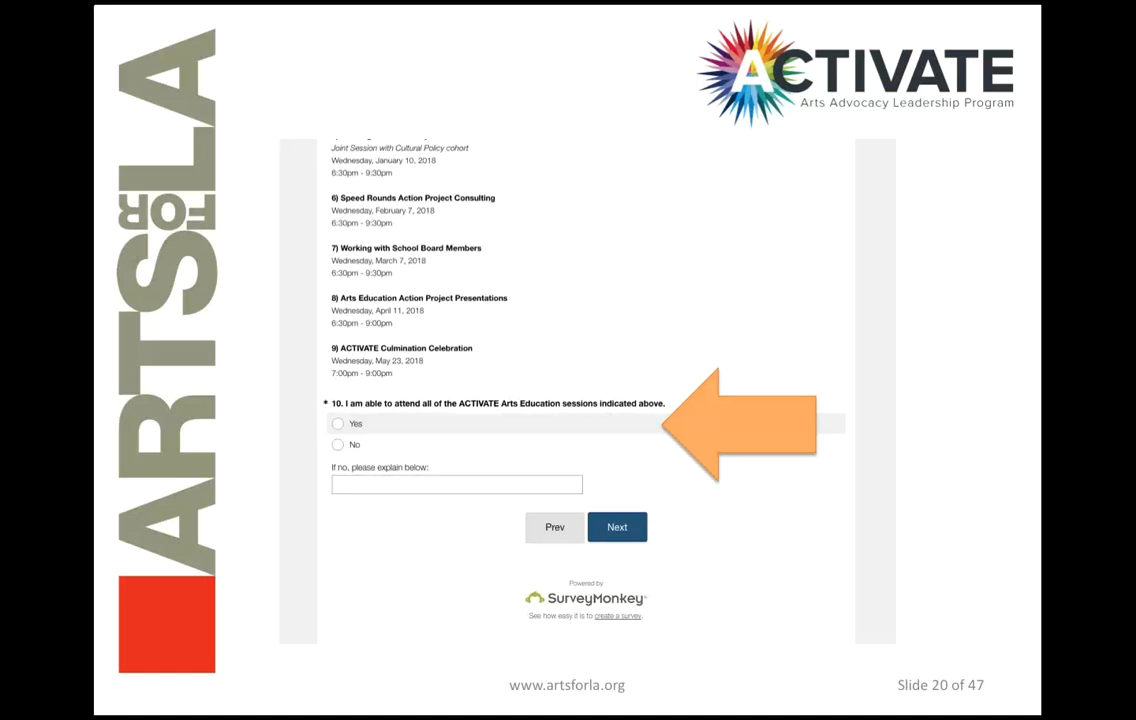 ARTS FOR LA
ACTIVATE
Arts Advocacy Leadership Program
Joint Session with Cultural Policy cohort
Wednesday, January 10, 2018
6:30pm - 9:30pm
6) Speed Rounds Action Project Consulting
Wednesday, February 7, 2018
6:30pm - 9:30pm
7) Working with School Board Members
Wednesday, March 7, 2018
6:30pm - 9:30pm
8) Arts Education Action Project Presentations
Wednesday, April 11, 2018
6:30pm - 9:00pm
9) ACTIVATE Culmination Celebration
Wednesday, May 23, 2018
7:00pm - 9:00pm
* 10. I am able to attend all of the ACTIVATE Arts Education sessions indicated above.
Yes
No
If no, please explain below:
Prev Next
Powered by
SurveyMonkey
See how easy it is to create a survey.
www.artsforla.org
Slide 20 of 47